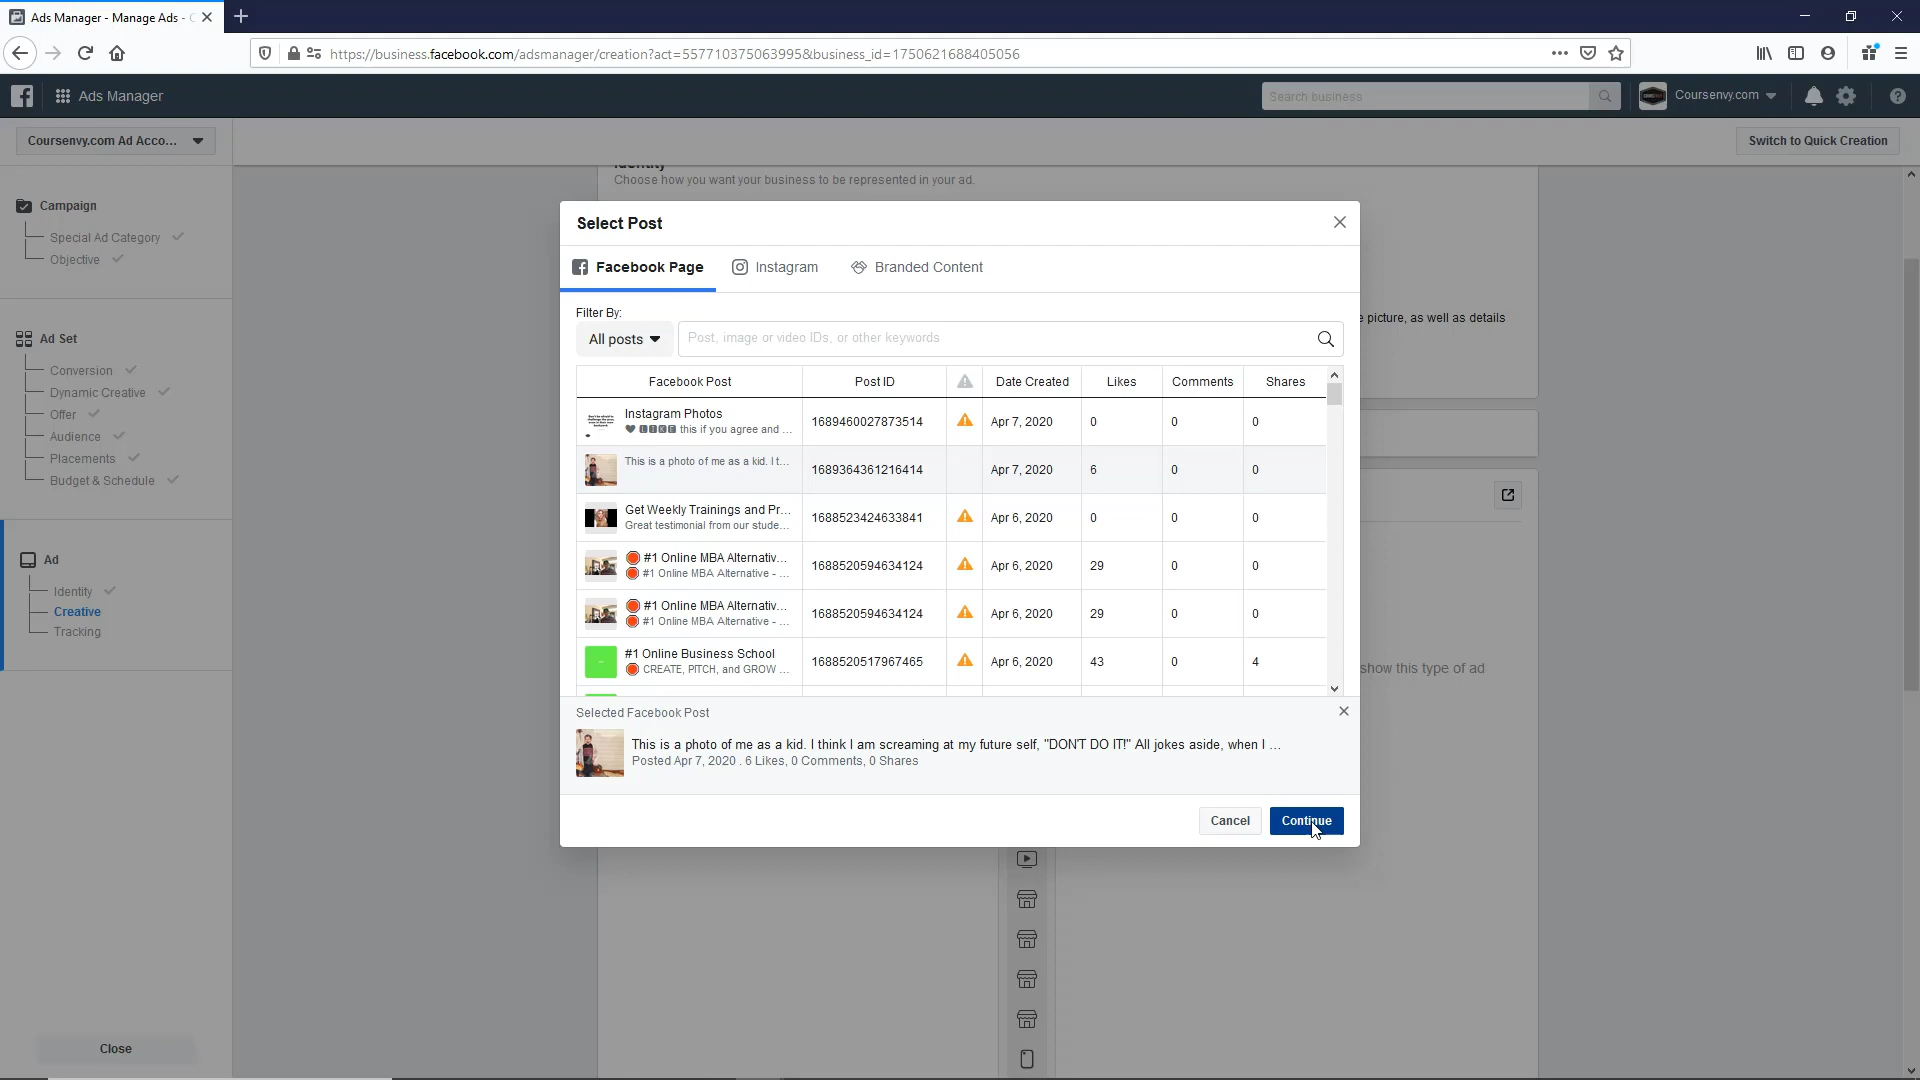 Ads Manager - Manage Ads - C
https://business.facebook.com/adsmanager/creation?act=557710375063995&business_id=1750621688405056
Ads Manager
Search business
Coursenvy.com
Coursenvy.com Ad Acco...
Switch to Quick Creation
Identity
Choose how you want your business to be represented in your ad.
Campaign
Special Ad Category
Objective
Ad Set
Conversion
Dynamic Creative
Offer
Audience
Placements
Budget & Schedule
Ad
Identity
Creative
Tracking
Close
e picture, as well as details
show this type of ad
Select Post
Facebook Page
Instagram
Branded Content
Filter By:
All posts
Post, image or video IDs, or other keywords
Facebook Post Post ID Date Created Likes Comments Shares
Instagram Photos
♥ 🅻🅸🅺🅴 this if you agree and ...
1689460027873514 Apr 7, 2020 0 0 0
This is a photo of me as a kid. I t...
1689364361216414 Apr 7, 2020 6 0 0
Get Weekly Trainings and Pr...
Great testimonial from our stude...
1688523424633841 Apr 6, 2020 0 0 0
#1 Online MBA Alternativ...
#1 Online MBA Alternative - ...
1688520594634124 Apr 6, 2020 29 0 0
#1 Online MBA Alternativ...
#1 Online MBA Alternative - ...
1688520594634124 Apr 6, 2020 29 0 0
#1 Online Business School
CREATE, PITCH, and GROW ...
1688520517967465 Apr 6, 2020 43 0 4
Selected Facebook Post
This is a photo of me as a kid. I think I am screaming at my future self, "DON'T DO IT!" All jokes aside, when I ...
Posted Apr 7, 2020 . 6 Likes, 0 Comments, 0 Shares
Cancel
Continue